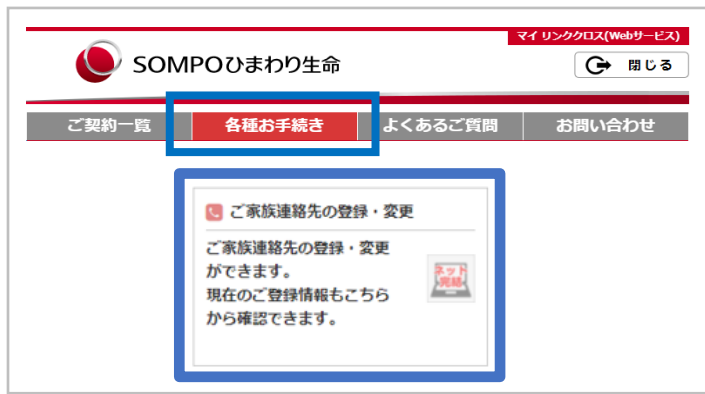 マイ リンククロス(Webサービス)
SOMPOひまわり生命
閉じる
ご契約一覧
各種お手続き
よくあるご質問
お問い合わせ
ご家族連絡先の登録・変更
ご家族連絡先の登録・変更
ができます。
現在のご登録情報もこちら
から確認できます。
ネット
完結